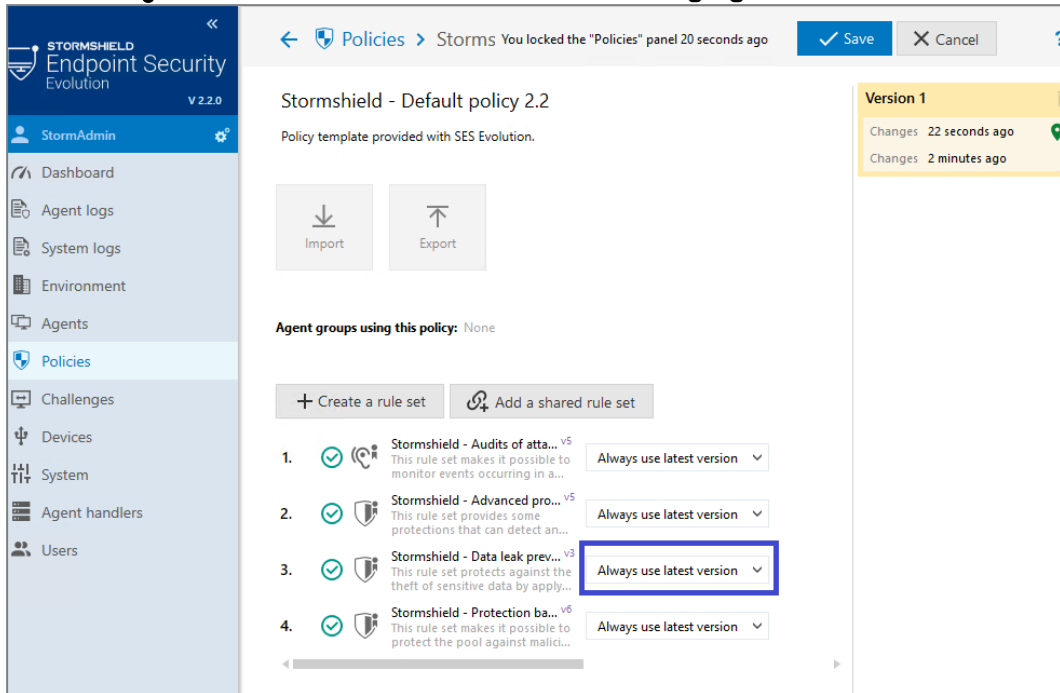 «
STORMSHIELD
Endpoint Security
Evolution
V 2.2.0
StormAdmin
Dashboard
Agent logs
System logs
Environment
Agents
Policies
Challenges
Devices
System
Agent handlers
Users
Policies > Storms You locked the "Policies" panel 20 seconds ago
Save
Cancel
?
Stormshield - Default policy 2.2
Policy template provided with SES Evolution.
Import
Export
Agent groups using this policy: None
+ Create a rule set
Add a shared rule set
1.
Stormshield - Audits of atta... v5
This rule set makes it possible to
monitor events occurring in a...
Always use latest version
2.
Stormshield - Advanced pro... v5
This rule set provides some
protections that can detect an...
Always use latest version
3.
Stormshield - Data leak prev... v3
This rule set protects against the
theft of sensitive data by apply...
Always use latest version
4.
Stormshield - Protection ba... v6
This rule set makes it possible to
protect the pool against malici...
Always use latest version
Version 1
Changes 22 seconds ago
Changes 2 minutes ago